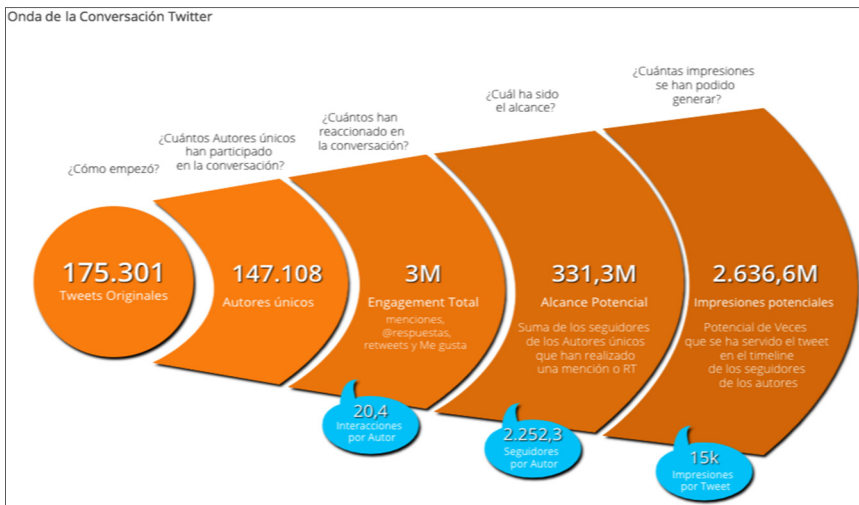 Onda de la Conversación Twitter
¿Cómo empezó?
175.301
Tweets Originales
¿Cuántos Autores únicos
han participado
en la conversación?
147.108
Autores únicos
¿Cuántos han
reaccionado en
la conversación?
3M
Engagement Total
menciones,
@respuestas,
retweets y Me gusta
20,4
Interacciones
por Autor
¿Cuál ha sido
el alcance?
331,3M
Alcance Potencial
Suma de los seguidores
de los Autores únicos
que han realizado
una mención o RT
2.252,3
Seguidores
por Autor
¿Cuántas impresiones
se han podido
generar?
2.636,6M
Impresiones potenciales
Potencial de Veces
que se ha servido el tweet
en el timeline
de los seguidores
de los autores
15k
Impresiones
por Tweet